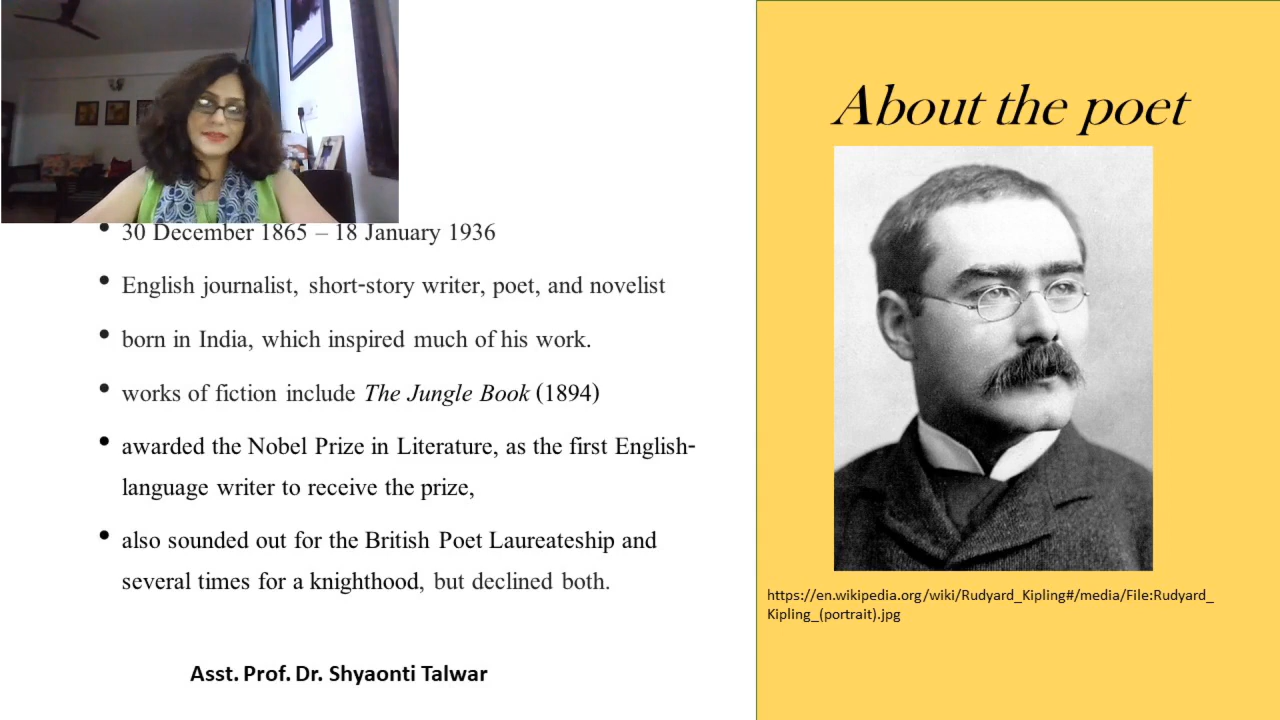 About the poet
• 30 December 1865 – 18 January 1936
• English journalist, short-story writer, poet, and novelist
• born in India, which inspired much of his work.
• works of fiction include The Jungle Book (1894)
• awarded the Nobel Prize in Literature, as the first English-
language writer to receive the prize,
• also sounded out for the British Poet Laureateship and
several times for a knighthood, but declined both.
https://en.wikipedia.org/wiki/Rudyard_Kipling#/media/File:Rudyard_
Kipling_(portrait).jpg
Asst. Prof. Dr. Shyaonti Talwar